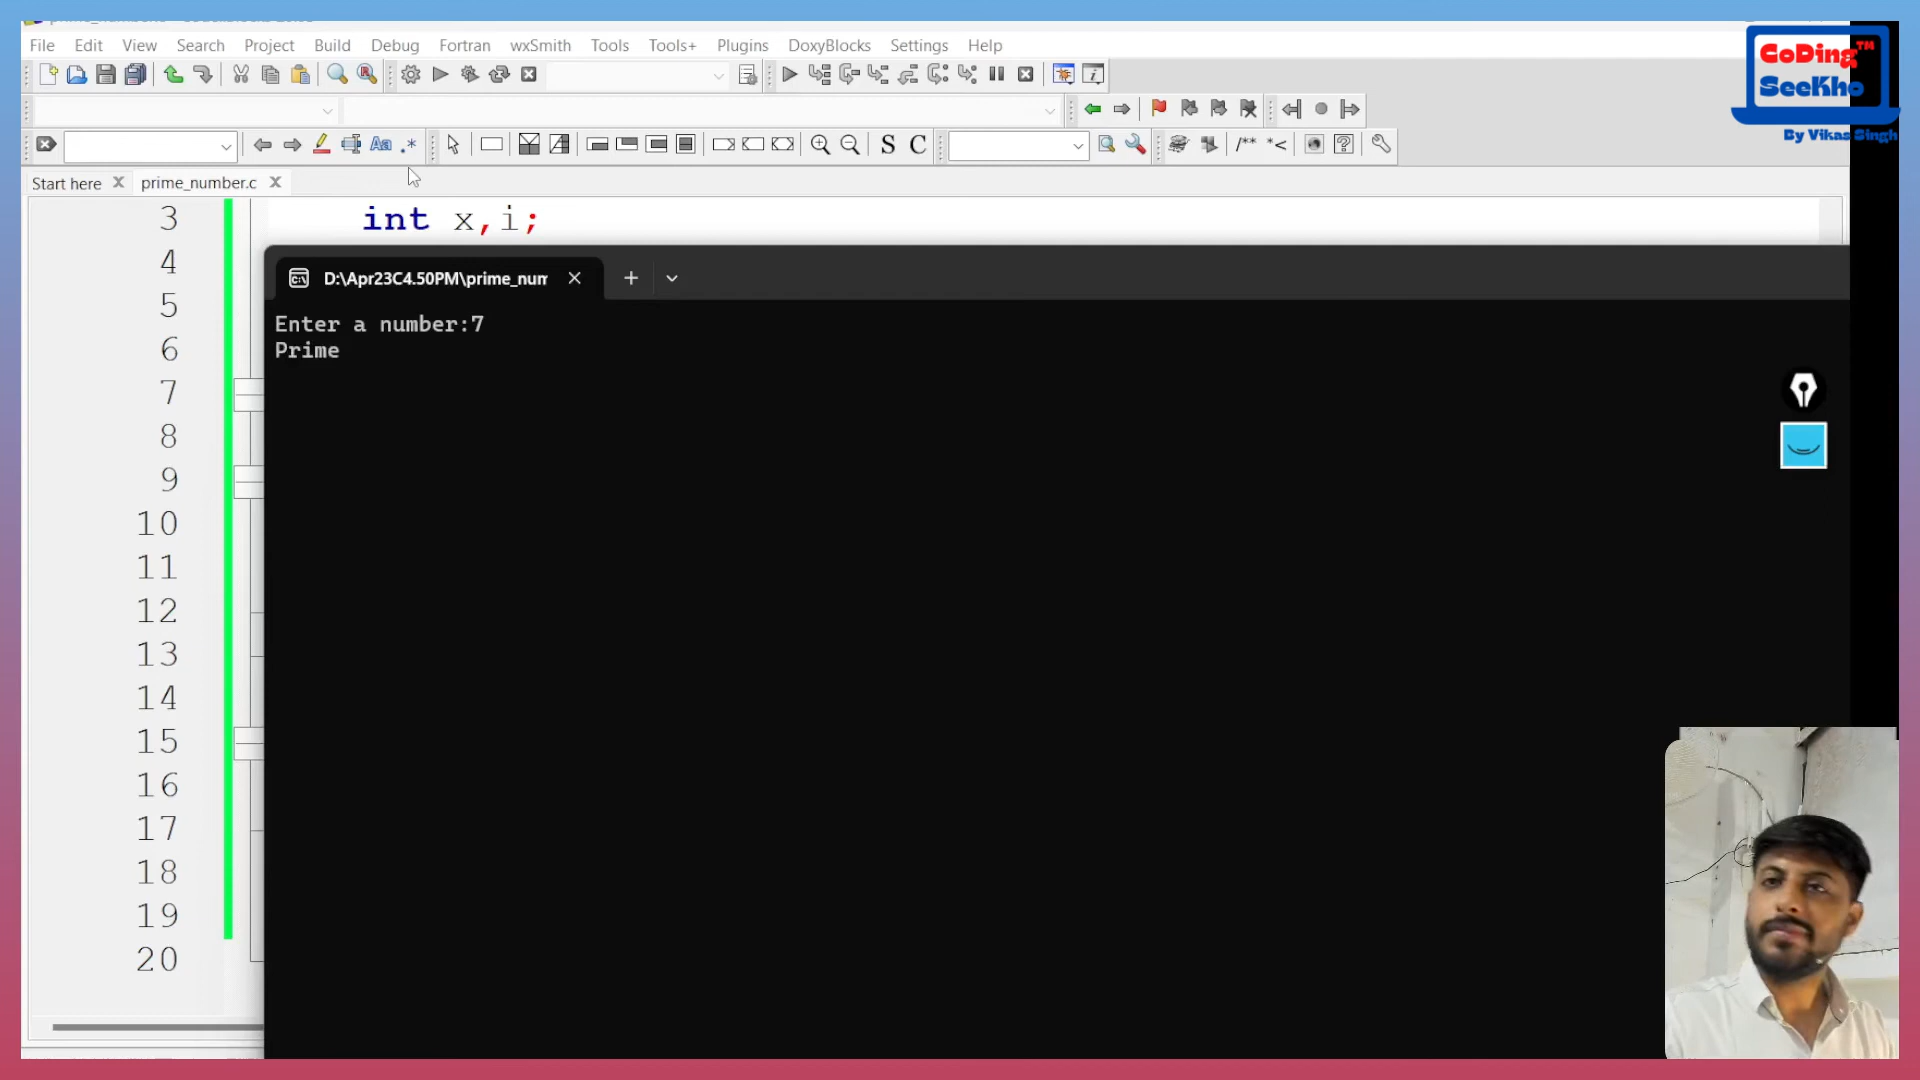 File Edit View Search Project Build Debug Fortran wxSmith Tools Tools+ Plugins DoxyBlocks Settings Help
CoDing™
SeeKho
By Vikas Singh
Start here prime_number.c
3 int x,i;
4
D:\Apr23C4.50PM\prime_num
5
Enter a number:7
6 Prime
7
8
9
10
11
12
13
14
15
16
17
18
19
20